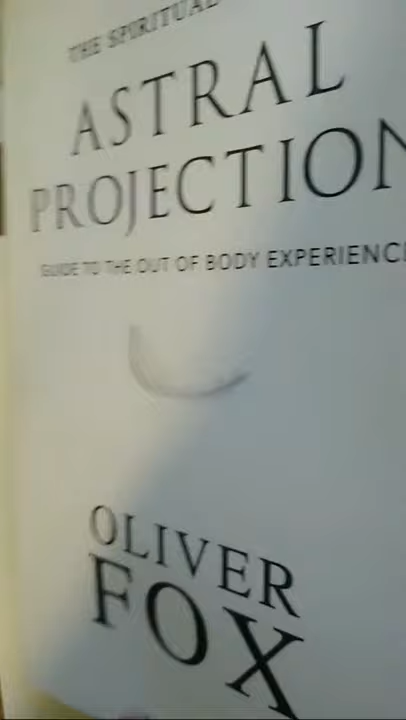 THE SPIRITUAL
ASTRAL
PROJECTION
GUIDE TO THE OUT OF BODY EXPERIENC
OLIVER
FOX